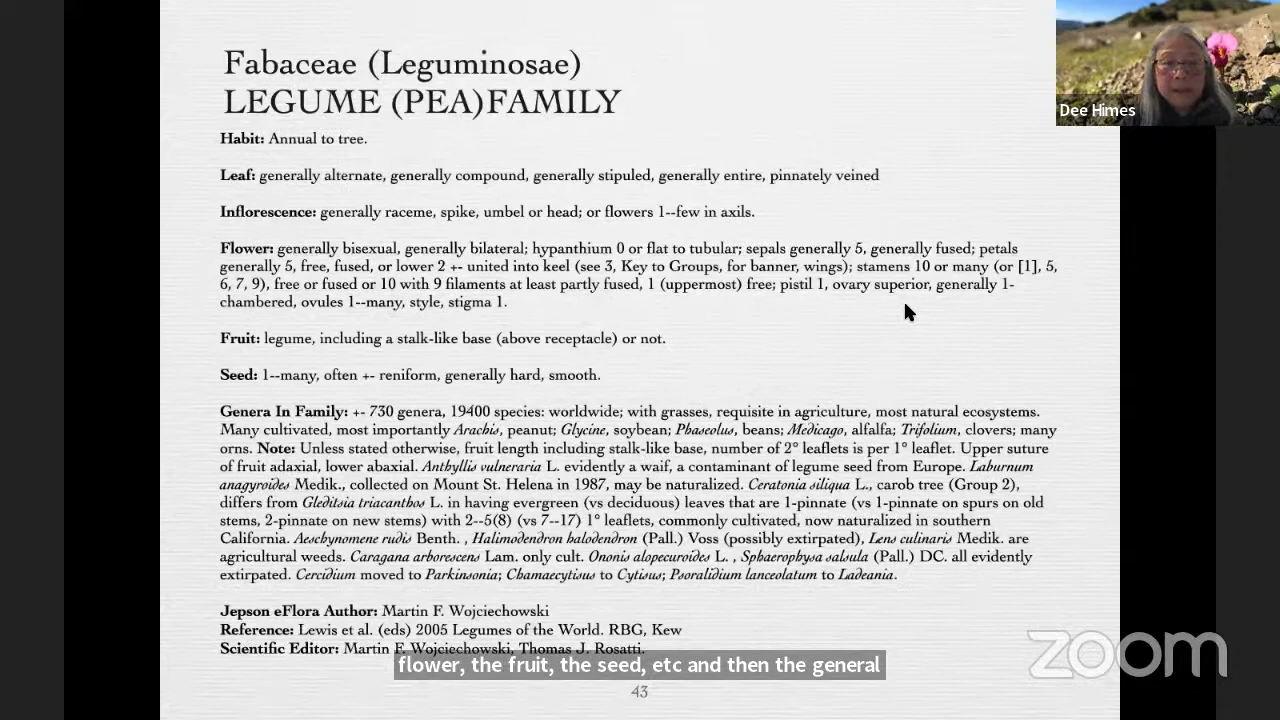 Fabaceae (Leguminosae)
LEGUME (PEA)FAMILY
Habit: Annual to tree.
Leaf: generally alternate, generally compound, generally stipuled, generally entire, pinnately veined
Inflorescence: generally raceme, spike, umbel or head; or flowers 1--few in axils.
Flower: generally bisexual, generally bilateral; hypanthium 0 or flat to tubular; sepals generally 5, generally fused; petals
generally 5, free, fused, or lower 2 +- united into keel (see 3, Key to Groups, for banner, wings); stamens 10 or many (or [1], 5,
6, 7, 9), free or fused or 10 with 9 filaments at least partly fused, 1 (uppermost) free; pistil 1, ovary superior, generally 1-
chambered, ovules 1--many, style, stigma 1.
Fruit: legume, including a stalk-like base (above receptacle) or not.
Seed: 1--many, often +- reniform, generally hard, smooth.
Genera In Family: +- 730 genera, 19400 species: worldwide; with grasses, requisite in agriculture, most natural ecosystems.
Many cultivated, most importantly Arachis, peanut; Glycine, soybean; Phaseolus, beans; Medicago, alfalfa; Trifolium, clovers; many
orns. Note: Unless stated otherwise, fruit length including stalk-like base, number of 2° leaflets is per 1° leaflet. Upper suture
of fruit adaxial, lower abaxial. Anthyllis vulneraria L. evidently a waif, a contaminant of legume seed from Europe. Laburnum
anagyroides Medik., collected on Mount St. Helena in 1987, may be naturalized. Ceratonia siliqua L., carob tree (Group 2),
differs from Gleditsia triacanthos L. in having evergreen (vs deciduous) leaves that are 1-pinnate (vs 1-pinnate on spurs on old
stems, 2-pinnate on new stems) with 2--5(8) (vs 7--17) 1° leaflets, commonly cultivated, now naturalized in southern
California. Aeschynomene rudis Benth. , Halimodendron halodendron (Pall.) Voss (possibly extirpated), Lens culinaris Medik. are
agricultural weeds. Caragana arborescens Lam. only cult. Ononis alopecuroides L. , Sphaerophysa salsula (Pall.) DC. all evidently
extirpated. Cercidium moved to Parkinsonia; Chamaecytisus to Cytisus; Psoralidium lanceolatum to Ladeania.
Jepson eFlora Author: Martin F. Wojciechowski
Reference: Lewis et al. (eds) 2005 Legumes of the World. RBG, Kew
Scientific Editor: Martin F. Wojciechowski, Thomas J. Rosatti.
flower, the fruit, the seed, etc and then the general
43
Dee Himes
zoom